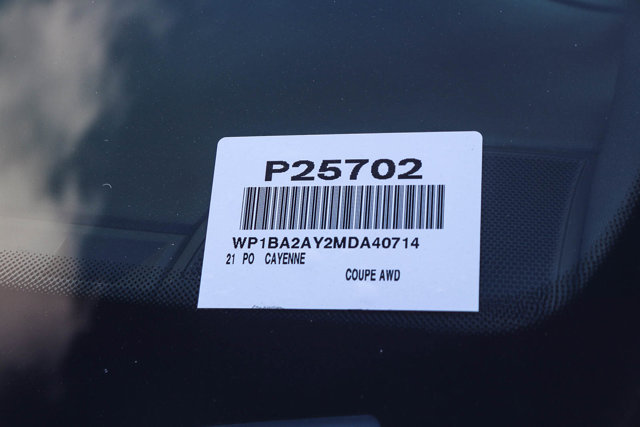 P25702
WP1BA2AY2MDA40714
21 PO CAYENNE
COUPE AWD